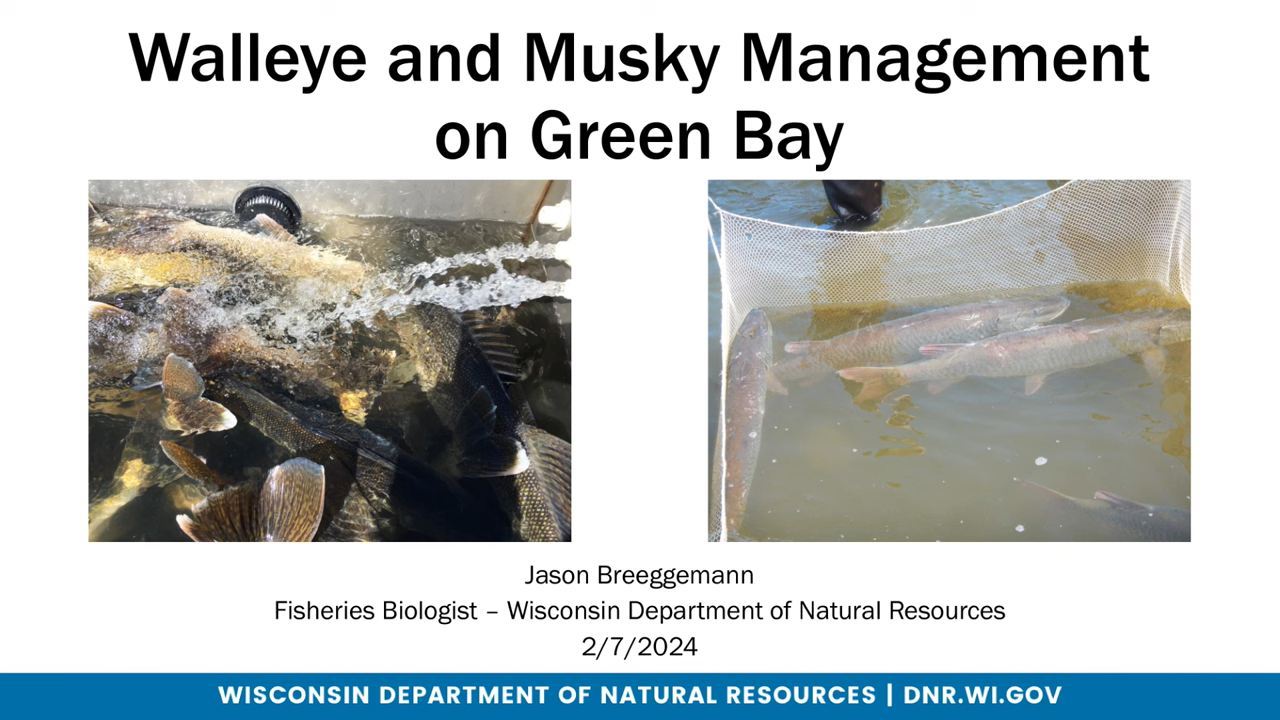 Walleye and Musky Management
on Green Bay
Jason Breeggemann
Fisheries Biologist – Wisconsin Department of Natural Resources
2/7/2024
WISCONSIN DEPARTMENT OF NATURAL RESOURCES | DNR.WI.GOV